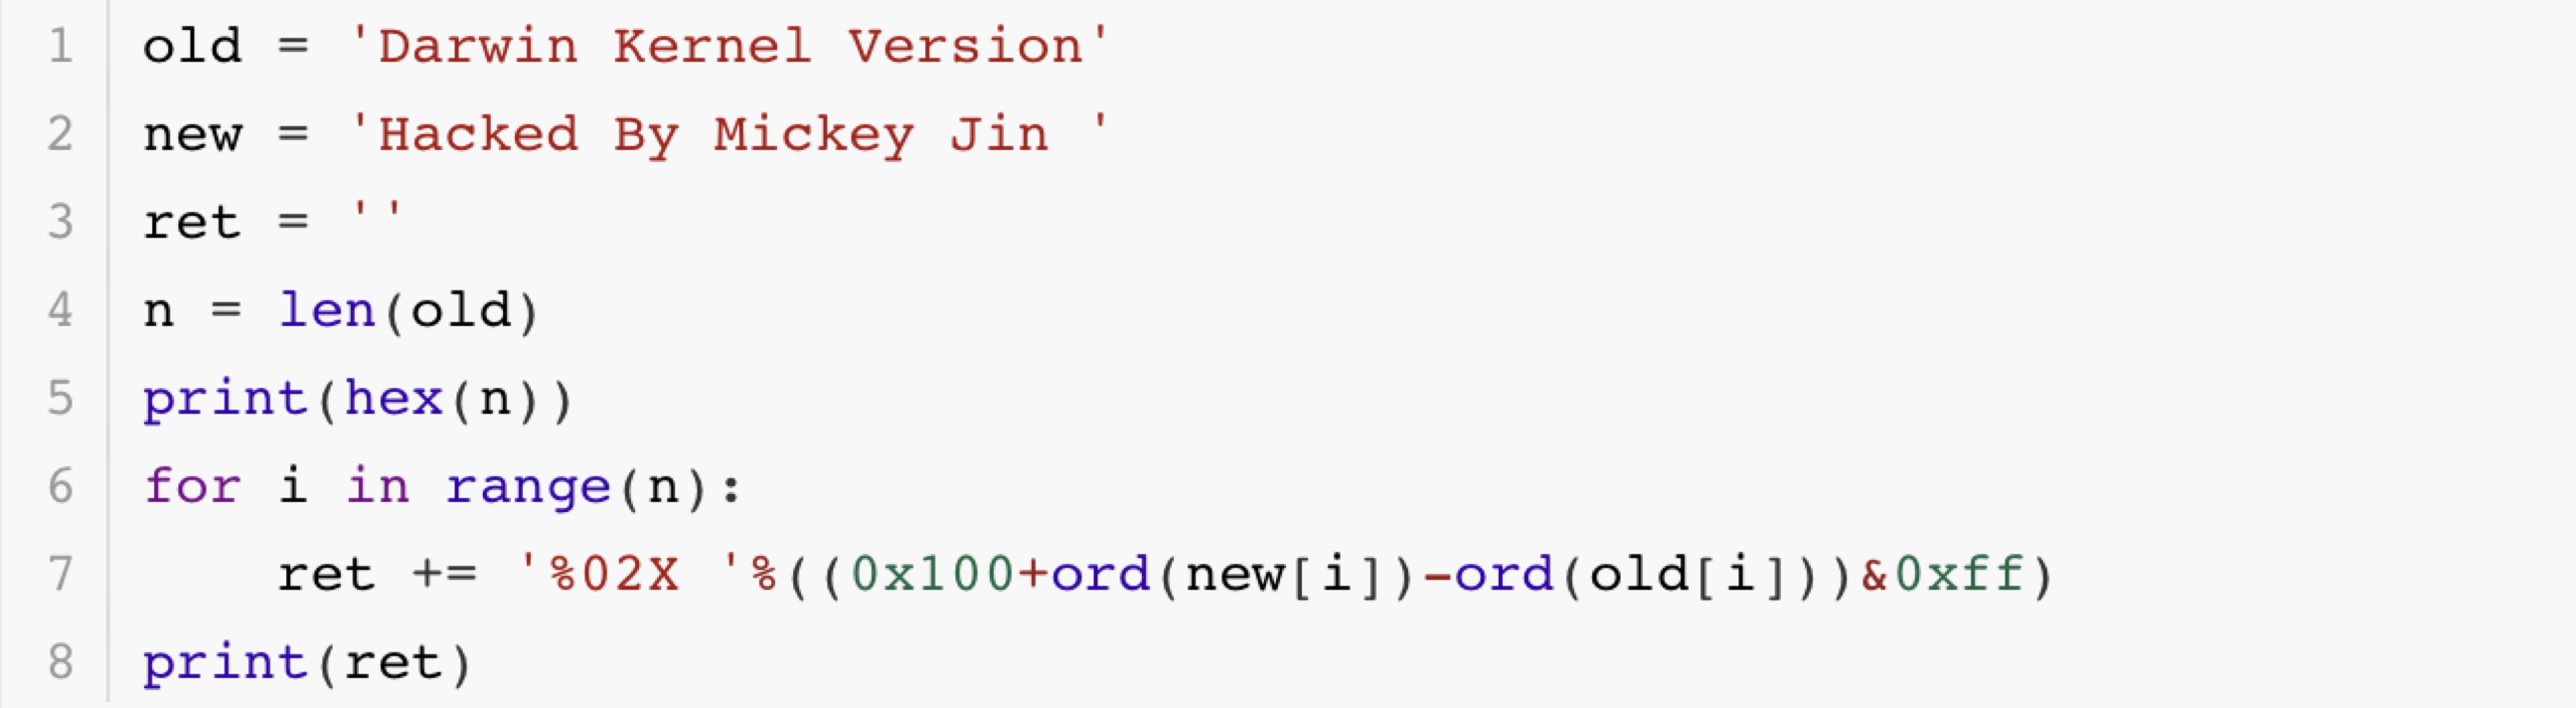 1 old = 'Darwin Kernel Version'
2 new = 'Hacked By Mickey Jin '
3 ret = ''
4 n = len(old)
5 print(hex(n))
6 for i in range(n):
7     ret += '%02X '%((0x100+ord(new[i])-ord(old[i]))&0xff)
8 print(ret)